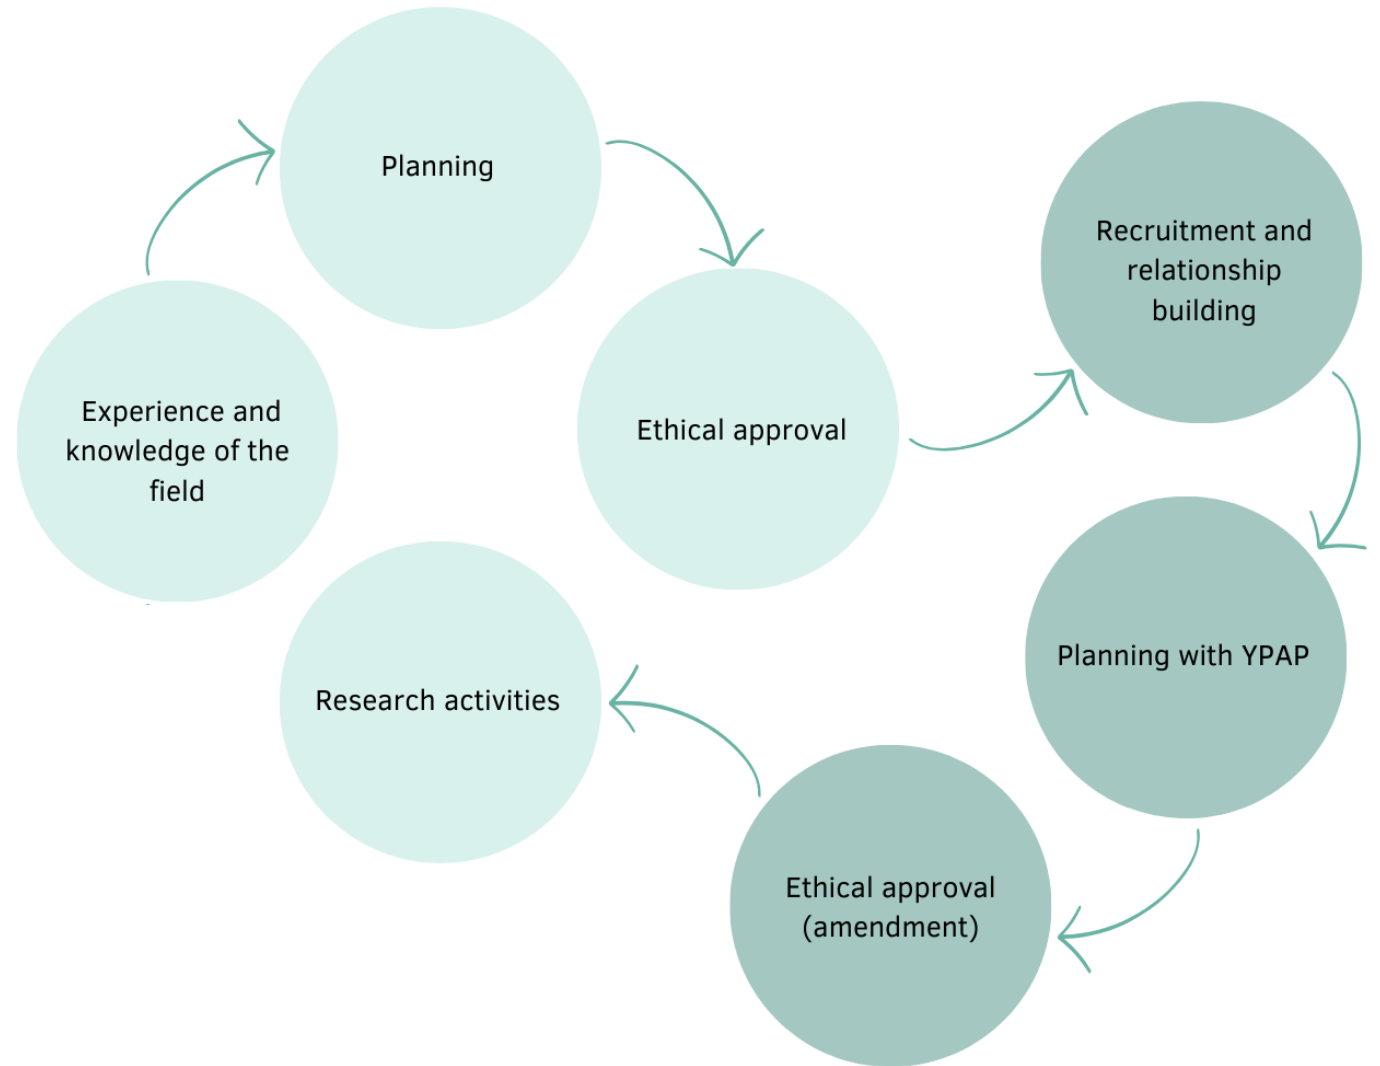 Planning
Experience and
knowledge of the
field
Ethical approval
Recruitment and
relationship
building
Planning with YPAP
Ethical approval
(amendment)
Research activities